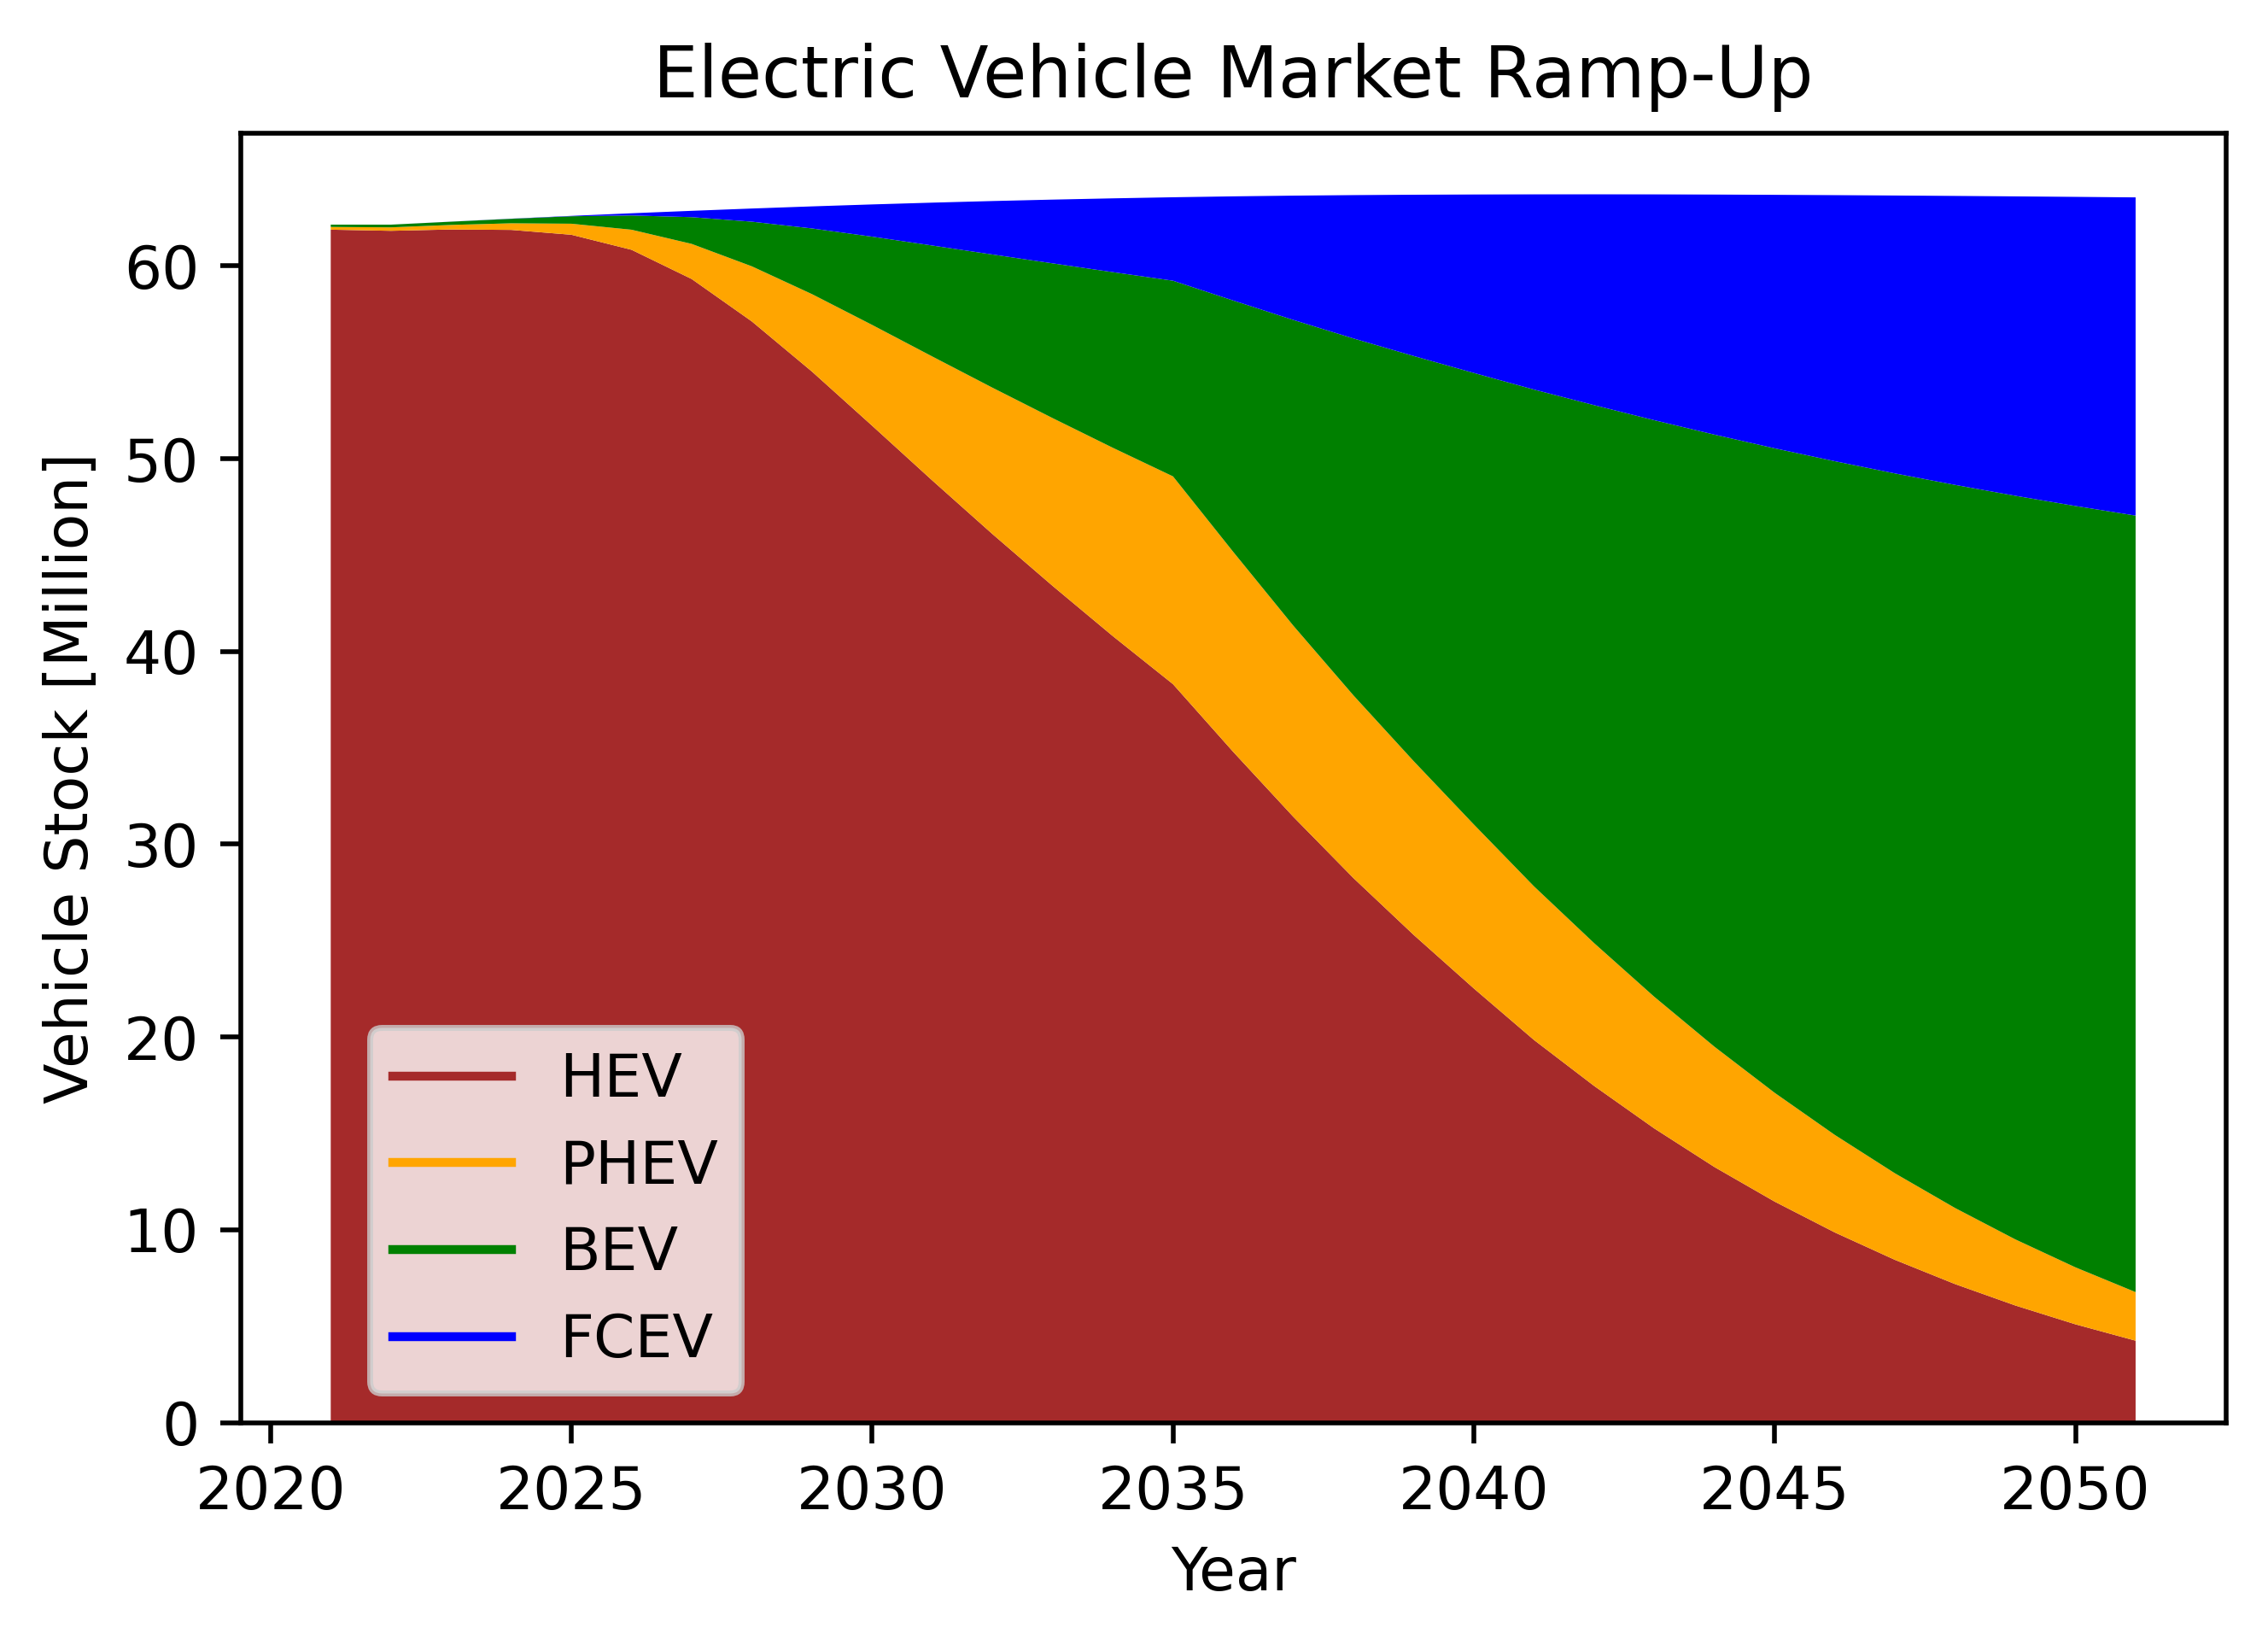 Electric Vehicle Market Ramp-Up
Vehicle Stock [Million]
60
50
40
30
20
10
0
HEV
PHEV
BEV
FCEV
2020 2025 2030 2035 2040 2045 2050
Year